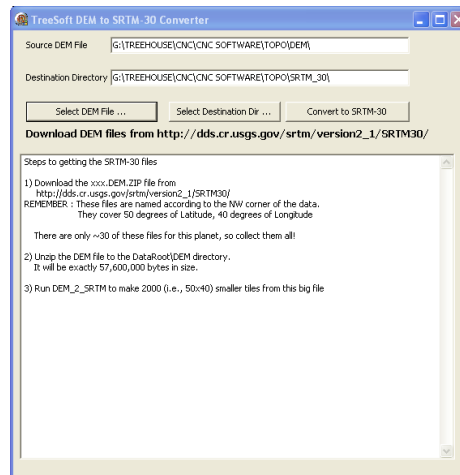 TreeSoft DEM to SRTM-30 Converter
Source DEM File G:\TREEHOUSE\CNC\CNC SOFTWARE\TOPO\DEM\
Destination Directory G:\TREEHOUSE\CNC\CNC SOFTWARE\TOPO\SRTM_30\
Select DEM File ... Select Destination Dir ... Convert to SRTM-30
Download DEM files from http://dds.cr.usgs.gov/srtm/version2_1/SRTM30/
Steps to getting the SRTM-30 files
1) Download the xxx.DEM.ZIP file from
http://dds.cr.usgs.gov/srtm/version2_1/SRTM30/
REMEMBER : These files are named according to the NW corner of the data.
They cover 50 degrees of Latitude, 40 degrees of Longitude
There are only ~30 of these files for this planet, so collect them all!
2) Unzip the DEM file to the DataRoot\DEM directory.
It will be exactly 57,600,000 bytes in size.
3) Run DEM_2_SRTM to make 2000 (i.e., 50x40) smaller tiles from this big file